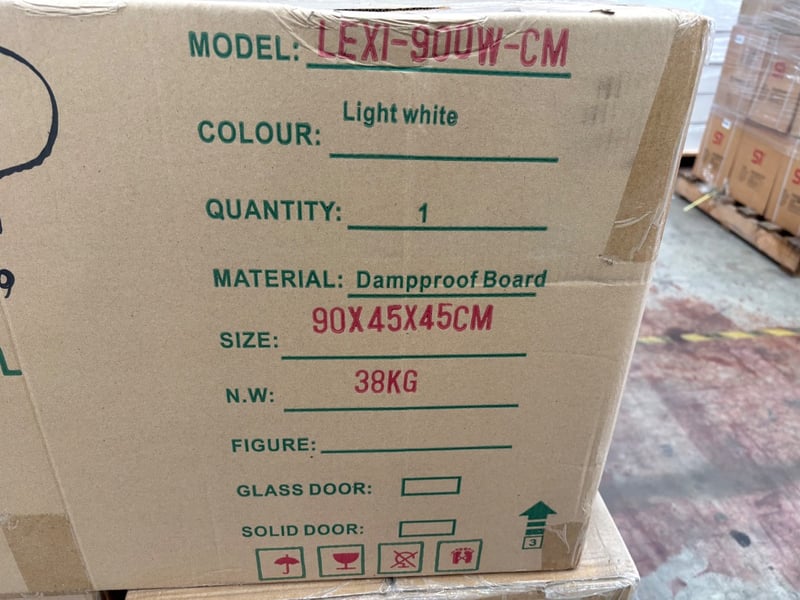 MODEL: LEXI-900W-CM
COLOUR: Light white
QUANTITY: 1
MATERIAL: Dampproof Board
SIZE: 90X45X45CM
N.W: 38KG
FIGURE:
GLASS DOOR:
SOLID DOOR:
3
9
L